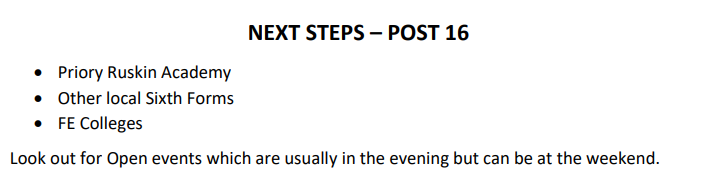 NEXT STEPS – POST 16
• Priory Ruskin Academy
• Other local Sixth Forms
• FE Colleges
Look out for Open events which are usually in the evening but can be at the weekend.